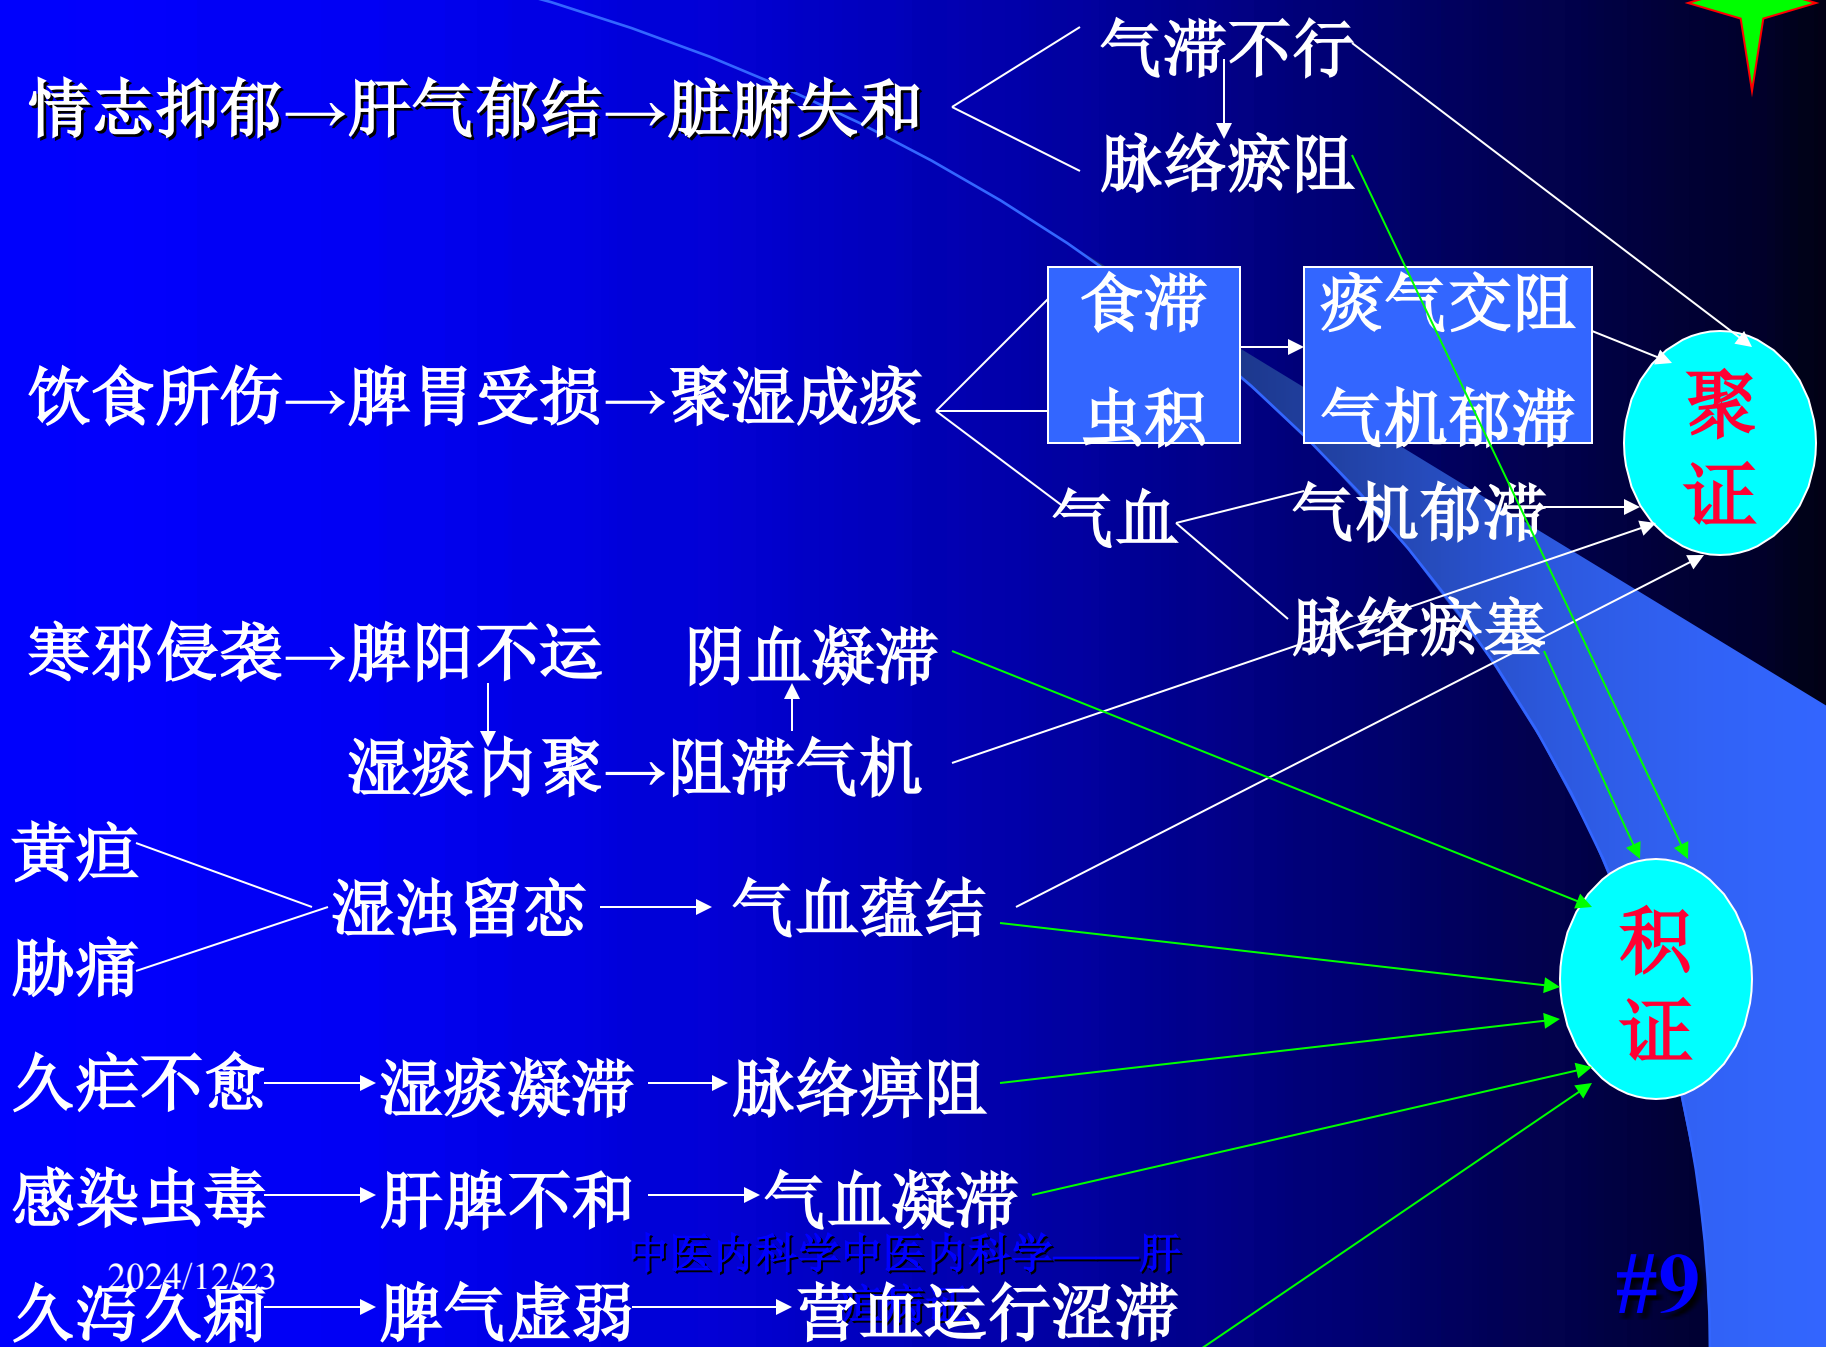 气滞不行
情志抑郁→肝气郁结→脏腑失和
脉络瘀阻
食滞
痰气交阻
饮食所伤→脾胃受损→聚湿成痰
虫积
气机郁滞
聚
证
气血
气机郁滞
脉络瘀塞
寒邪侵袭→脾阳不运
阴血凝滞
湿痰内聚→阻滞气机
黄疸
湿浊留恋
气血蕴结
胁痛
积
证
久疟不愈
湿痰凝滞
脉络痹阻
感染虫毒
肝脾不和
气血凝滞
中医内科学中医内科学——肝
2024/12/23
久泻久痢
脾气虚弱
营血运行涩滞
#9